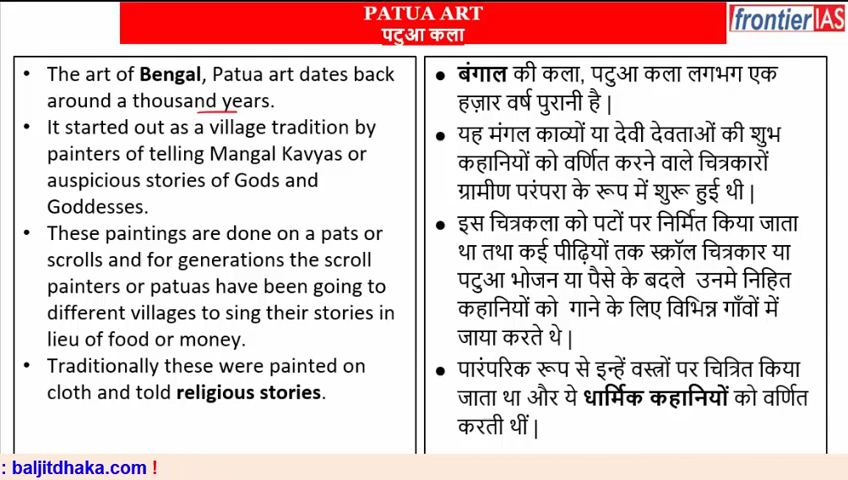 PATUA ART
पटुआ कला
frontierIAS
• The art of Bengal, Patua art dates back
around a thousand years.
• It started out as a village tradition by
painters of telling Mangal Kavyas or
auspicious stories of Gods and
Goddesses.
• These paintings are done on a pats or
scrolls and for generations the scroll
painters or patuas have been going to
different villages to sing their stories in
lieu of food or money.
• Traditionally these were painted on
cloth and told religious stories.
• बंगाल की कला, पटुआ कला लगभग एक
हज़ार वर्ष पुरानी है |
• यह मंगल काव्यों या देवी देवताओं की शुभ
कहानियों को वर्णित करने वाले चित्रकारों
ग्रामीण परंपरा के रूप में शुरू हुई थी |
• इस चित्रकला को पटों पर निर्मित किया जाता
था तथा कई पीढ़ियों तक स्क्रॉल चित्रकार या
पटुआ भोजन या पैसे के बदले उनमे निहित
कहानियों को गाने के लिए विभिन्न गाँवों में
जाया करते थे |
• पारंपरिक रूप से इन्हें वस्त्रों पर चित्रित किया
जाता था और ये धार्मिक कहानियों को वर्णित
करती थीं |
: baljitdhaka.com !